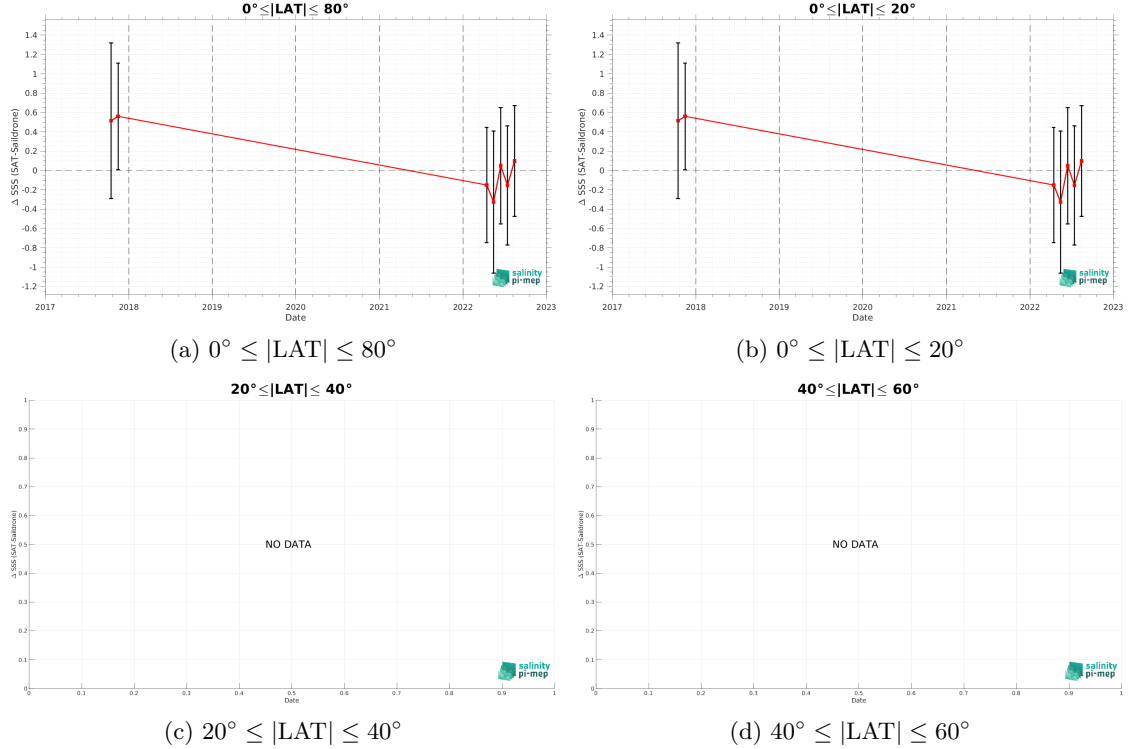 0°≤|LAT|≤ 80°
1.4
1.2
1
0.8
0.6
0.4
0.2
0
-0.2
-0.4
-0.6
-0.8
-1
-1.2
Δ SSS (SAT-Saildrone)
2017 2018 2019 2020 2021 2022 2023
Date
salinity
pi-mep
(a) 0° ≤ |LAT| ≤ 80°
0°≤|LAT|≤ 20°
1.4
1.2
1
0.8
0.6
0.4
0.2
0
-0.2
-0.4
-0.6
-0.8
-1
-1.2
Δ SSS (SAT-Saildrone)
2017 2018 2019 2020 2021 2022 2023
Date
salinity
pi-mep
(b) 0° ≤ |LAT| ≤ 20°
20°≤|LAT|≤ 40°
1
0.9
0.8
0.7
0.6
0.5
0.4
0.3
0.2
0.1
0
Δ SSS (SAT-Saildrone)
NO DATA
0 0.1 0.2 0.3 0.4 0.5 0.6 0.7 0.8 0.9 1
Date
salinity
pi-mep
(c) 20° ≤ |LAT| ≤ 40°
40°≤|LAT|≤ 60°
1
0.9
0.8
0.7
0.6
0.5
0.4
0.3
0.2
0.1
0
Δ SSS (SAT-Saildrone)
NO DATA
0 0.1 0.2 0.3 0.4 0.5 0.6 0.7 0.8 0.9 1
Date
salinity
pi-mep
(d) 40° ≤ |LAT| ≤ 60°